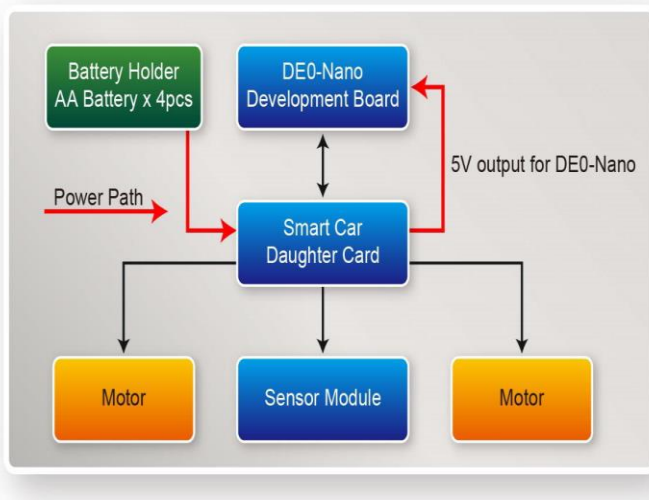 Battery Holder
AA Battery x 4pcs
DE0-Nano
Development Board
5V output for DE0-Nano
Power Path
Smart Car
Daughter Card
Motor
Sensor Module
Motor